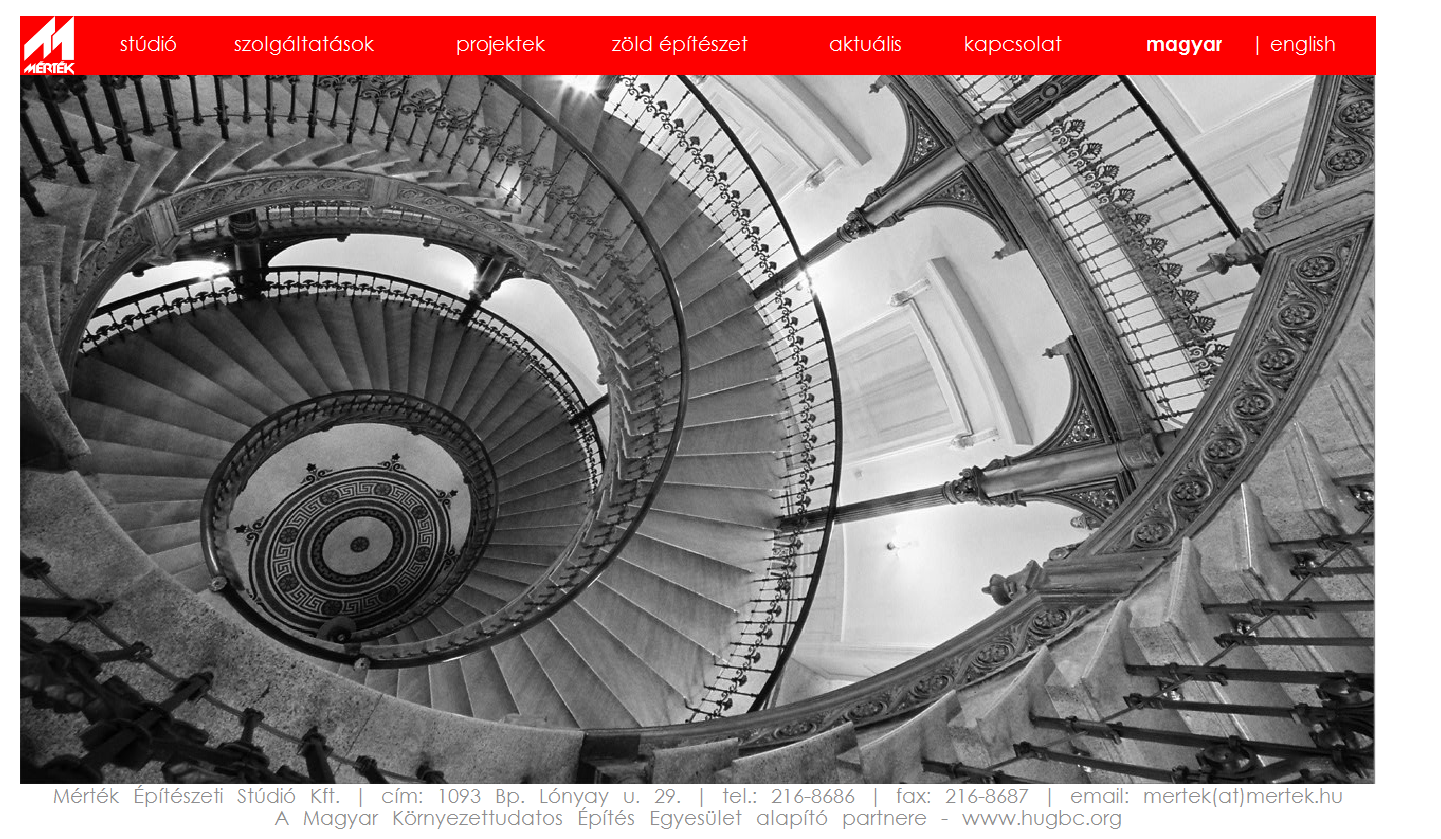 MÉRTÉK
stúdió szolgáltatások projektek zöld építészet aktuális kapcsolat magyar | english
Mérték Építészeti Stúdió Kft. | cím: 1093 Bp. Lónyay u. 29. | tel.: 216-8686 | fax: 216-8687 | email: mertek(at)mertek.hu
A Magyar Környezettudatos Építés Egyesület alapító partnere - www.hugbc.org